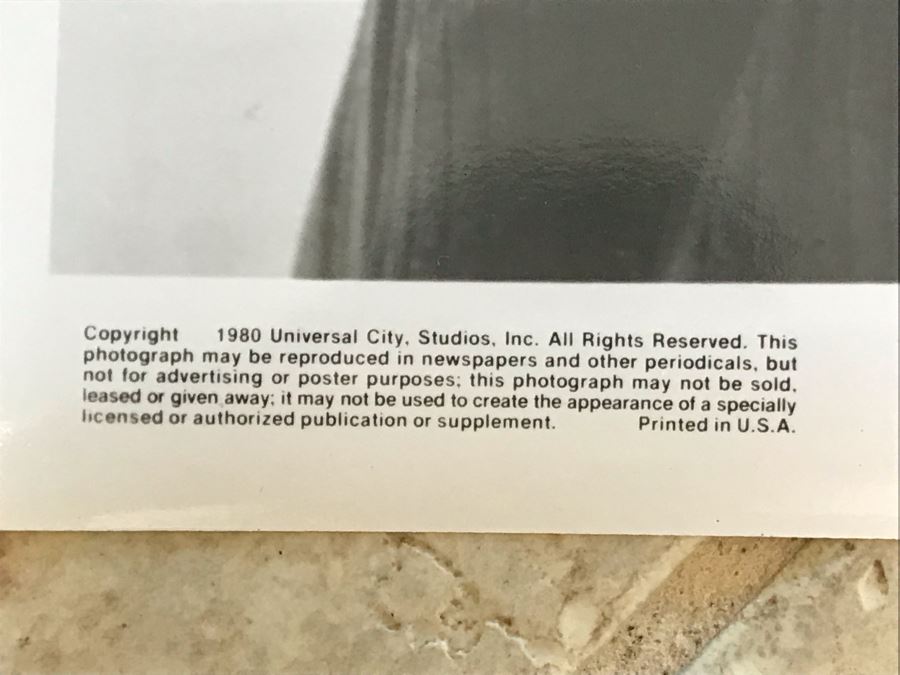 Copyright 1980 Universal City, Studios, Inc. All Rights Reserved. This
photograph may be reproduced in newspapers and other periodicals, but
not for advertising or poster purposes; this photograph may not be sold,
leased or given away; it may not be used to create the appearance of a specially
licensed or authorized publication or supplement. Printed in U.S.A.